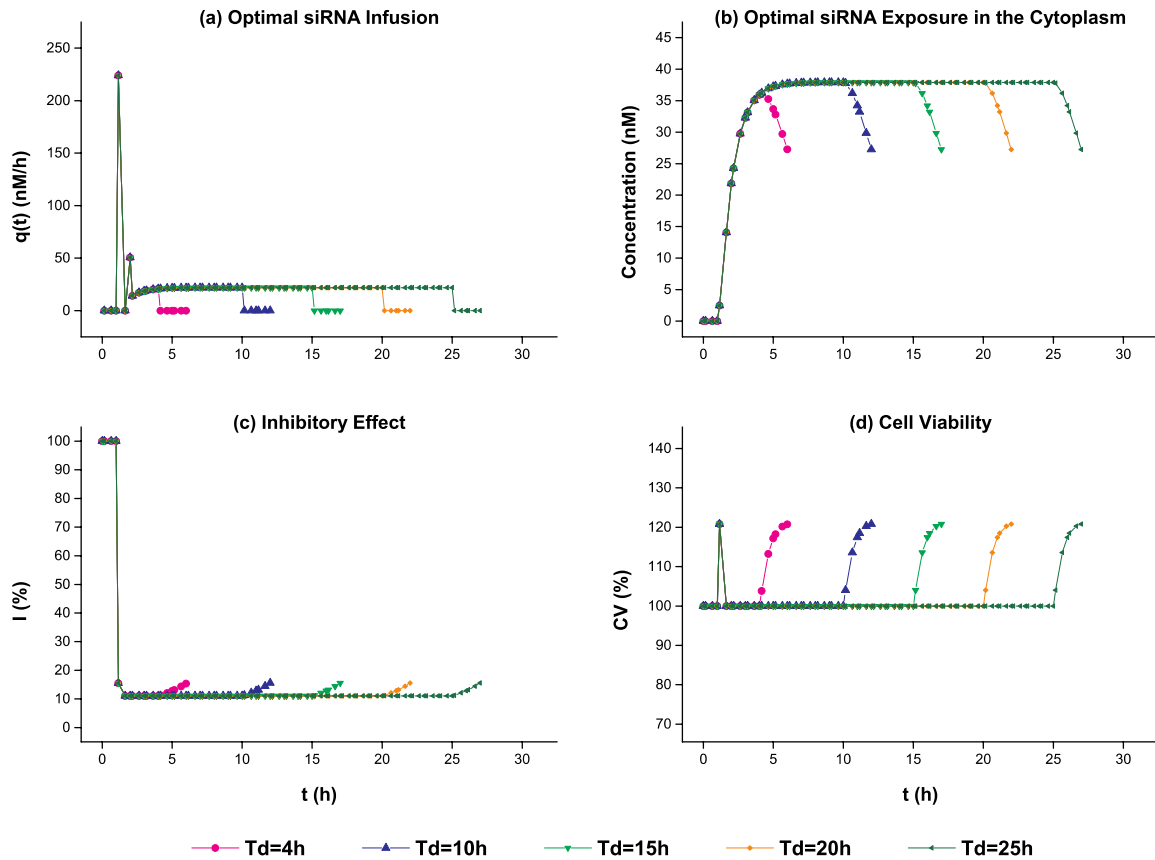 (a) Optimal siRNA Infusion
250
200
150
100
50
0
q(t) (nM/h)
0 5 10 15 20 25 30
(b) Optimal siRNA Exposure in the Cytoplasm
45
40
35
30
25
20
15
10
5
0
Concentration (nM)
0 5 10 15 20 25 30
(c) Inhibitory Effect
100
90
80
70
60
50
40
30
20
10
0
I (%)
0 5 10 15 20 25 30
t (h)
(d) Cell Viability
140
130
120
110
100
90
80
70
CV (%)
0 5 10 15 20 25 30
t (h)
Td=4h Td=10h Td=15h Td=20h Td=25h